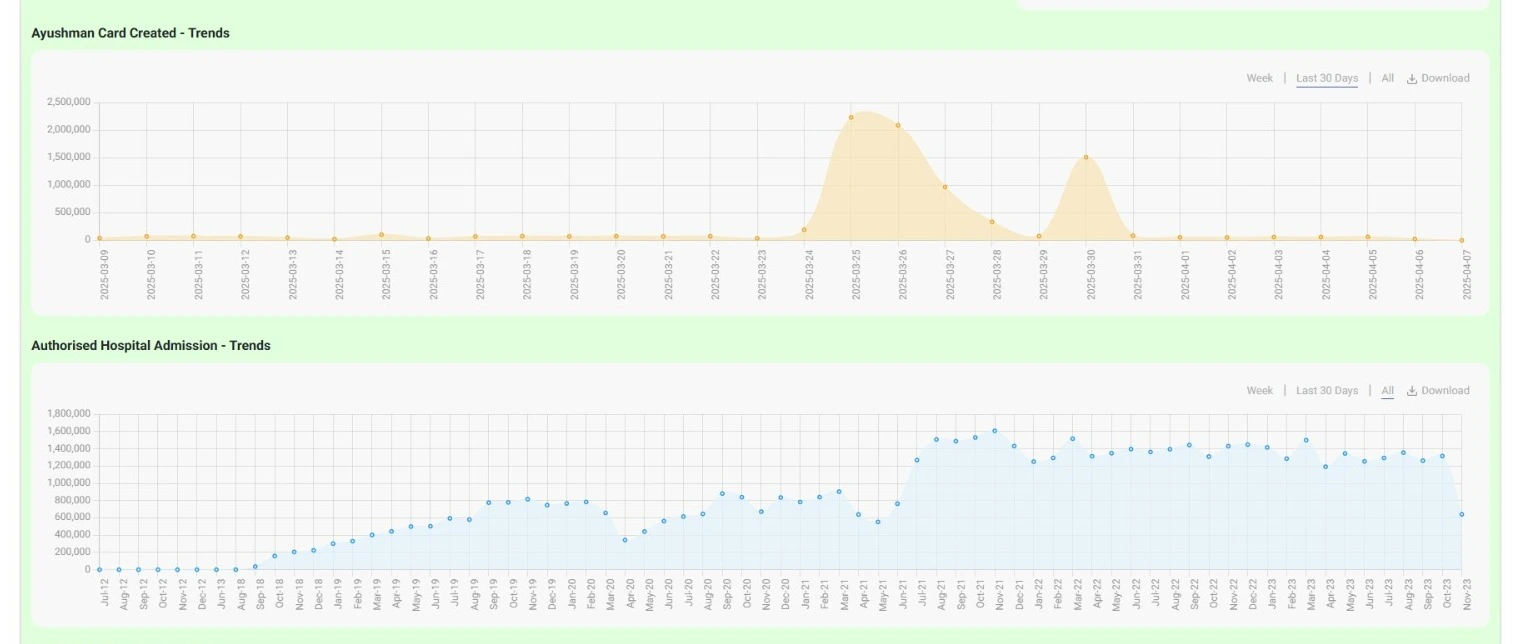 Ayushman Card Created - Trends
Week | Last 30 Days | All Download
2,500,000
2,000,000
1,500,000
1,000,000
500,000
0
2025-03-09 2025-03-10 2025-03-11 2025-03-12 2025-03-13 2025-03-14 2025-03-15 2025-03-16 2025-03-17 2025-03-18 2025-03-19 2025-03-20 2025-03-21 2025-03-22 2025-03-23 2025-03-24 2025-03-25 2025-03-26 2025-03-27 2025-03-28 2025-03-29 2025-03-30 2025-03-31 2025-04-01 2025-04-02 2025-04-03 2025-04-04 2025-04-05 2025-04-06 2025-04-07
Authorised Hospital Admission - Trends
Week | Last 30 Days | All Download
1,800,000
1,600,000
1,400,000
1,200,000
1,000,000
800,000
600,000
400,000
200,000
0
Jul-12 Aug-12 Sep-12 Oct-12 Nov-12 Dec-12 Jun-13 Aug-18 Sep-18 Oct-18 Nov-18 Dec-18 Jan-19 Feb-19 Mar-19 Apr-19 May-19 Jun-19 Jul-19 Aug-19 Sep-19 Oct-19 Nov-19 Dec-19 Jan-20 Feb-20 Mar-20 Apr-20 May-20 Jun-20 Jul-20 Aug-20 Sep-20 Oct-20 Nov-20 Dec-20 Jan-21 Feb-21 Mar-21 Apr-21 May-21 Jun-21 Jul-21 Aug-21 Sep-21 Oct-21 Nov-21 Dec-21 Jan-22 Feb-22 Mar-22 Apr-22 May-22 Jun-22 Jul-22 Aug-22 Sep-22 Oct-22 Nov-22 Dec-22 Jan-23 Feb-23 Mar-23 Apr-23 May-23 Jun-23 Jul-23 Aug-23 Sep-23 Oct-23 Nov-23